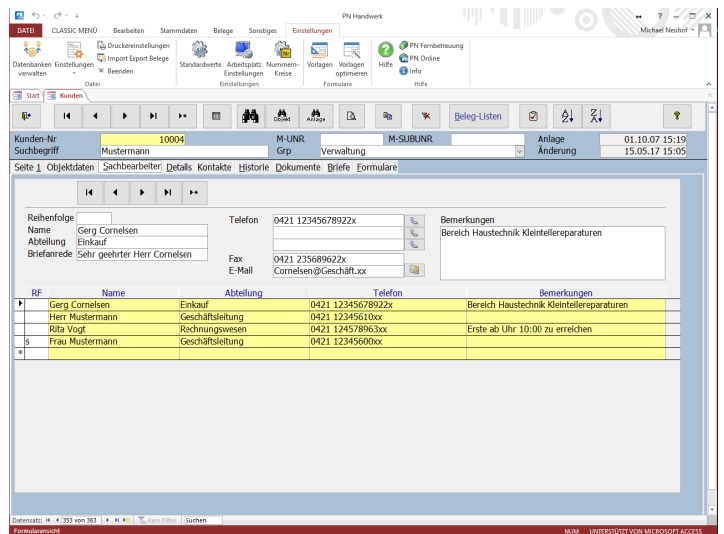 PN Handwerk
DATEI CLASSIC MENÜ Bearbeiten Stammdaten Belege Sonstiges Einstellungen Michael Neuhof
Datenbanken verwalten
Einstellungen
Druckereinstellungen
Import Export Belege
Beenden
Standardwerte
Arbeitsplatz Einstellungen
Nummern-Kreise
Vorlagen
Vorlagen optimieren
Hilfe
PN Fernbetreuung
PN Online
Info
Datei Einstellungen Formulare Hilfe
Start Kunden
Objekt Anlage Beleg-Listen
Kunden-Nr 10004 M-UNR M-SUBUNR Anlage 01.10.07 15:19
Suchbegriff Mustermann Grp Verwaltung Änderung 15.05.17 15:05
Seite 1 Objektdaten Sachbearbeiter Details Kontakte Historie Dokumente Briefe Formulare
Reihenfolge Telefon 0421 12345678922x Bemerkungen
Name Gerg Cornelsen Bereich Haustechnik Kleinteilereparaturen
Abteilung Einkauf
Briefanrede Sehr geehrter Herr Cornelsen Fax 0421 235689622x
E-Mail Cornelsen@Geschäft.xx
RF Name Abteilung Telefon Bemerkungen
Gerg Cornelsen Einkauf 0421 12345678922x Bereich Haustechnik Kleinteilereparaturen
Herr Mustermann Geschäftsleitung 0421 12345610xx
Rita Vogt Rechnungswesen 0421 124578963xx Erste ab Uhr 10:00 zu erreichen
s Frau Mustermann Geschäftsleitung 0421 12345600xx
Datensatz: 353 von 363 Kein Filter Suchen
Formularansicht NUM UNTERSTÜTZT VON MICROSOFT ACCESS